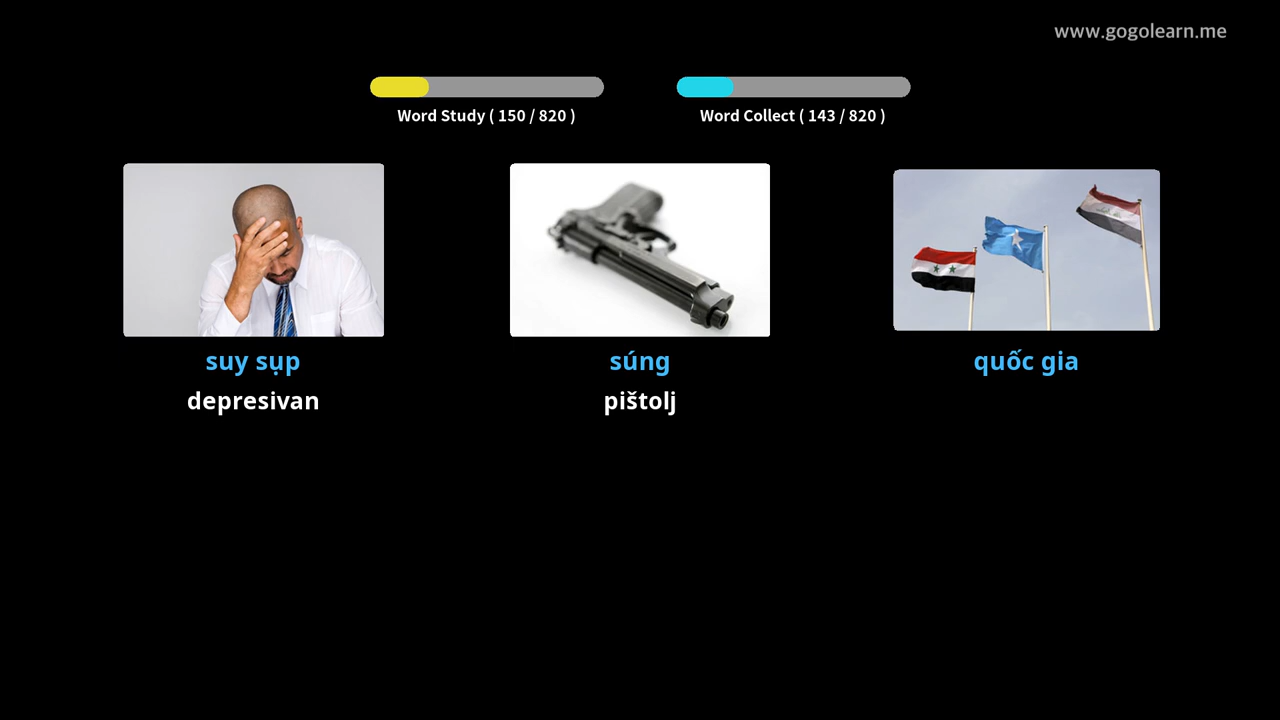 www.gogolearn.me
Word Study ( 150 / 820 )
Word Collect ( 143 / 820 )
suy sụp
depresivan
súng
pištolj
quốc gia